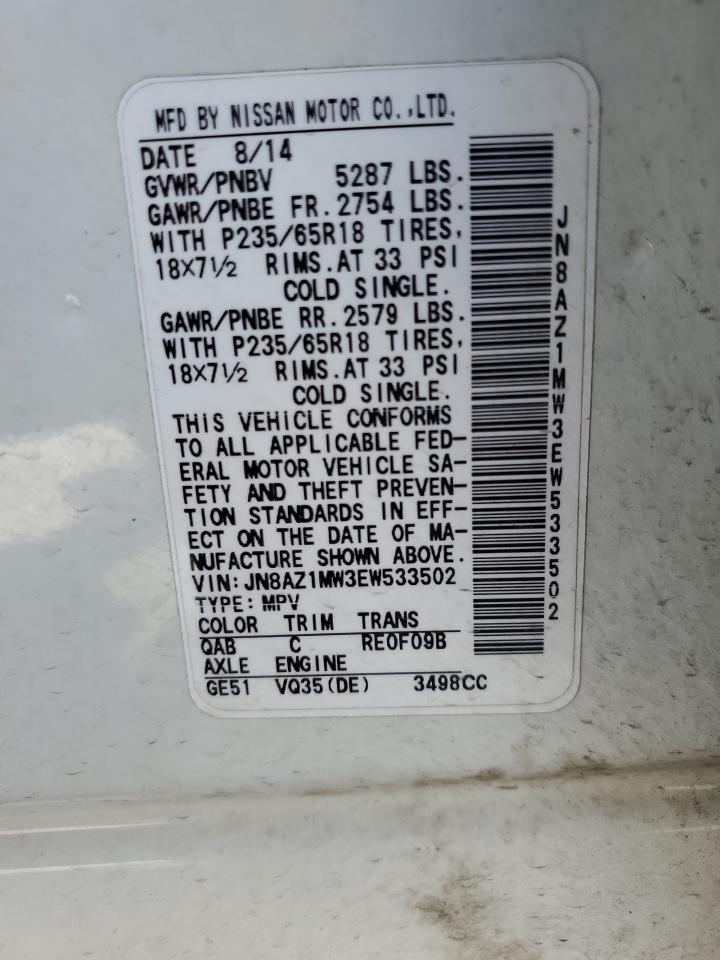 MFD BY NISSAN MOTOR CO.,LTD.
DATE 8/14
GVWR/PNBV 5287 LBS.
GAWR/PNBE FR. 2754 LBS.
WITH P235/65R18 TIRES,
18X7½ RIMS. AT 33 PSI
COLD SINGLE.
GAWR/PNBE RR. 2579 LBS.
WITH P235/65R18 TIRES,
18X7½ RIMS. AT 33 PSI
COLD SINGLE.
THIS VEHICLE CONFORMS
TO ALL APPLICABLE FED-
ERAL MOTOR VEHICLE SA-
FETY AND THEFT PREVEN-
TION STANDARDS IN EFF-
ECT ON THE DATE OF MA-
NUFACTURE SHOWN ABOVE.
VIN: JN8AZ1MW3EW533502
TYPE: MPV
COLOR TRIM TRANS
QAB C RE0F09B
AXLE ENGINE
GE51 VQ35(DE) 3498CC
JN8AZ1MW3EW533502